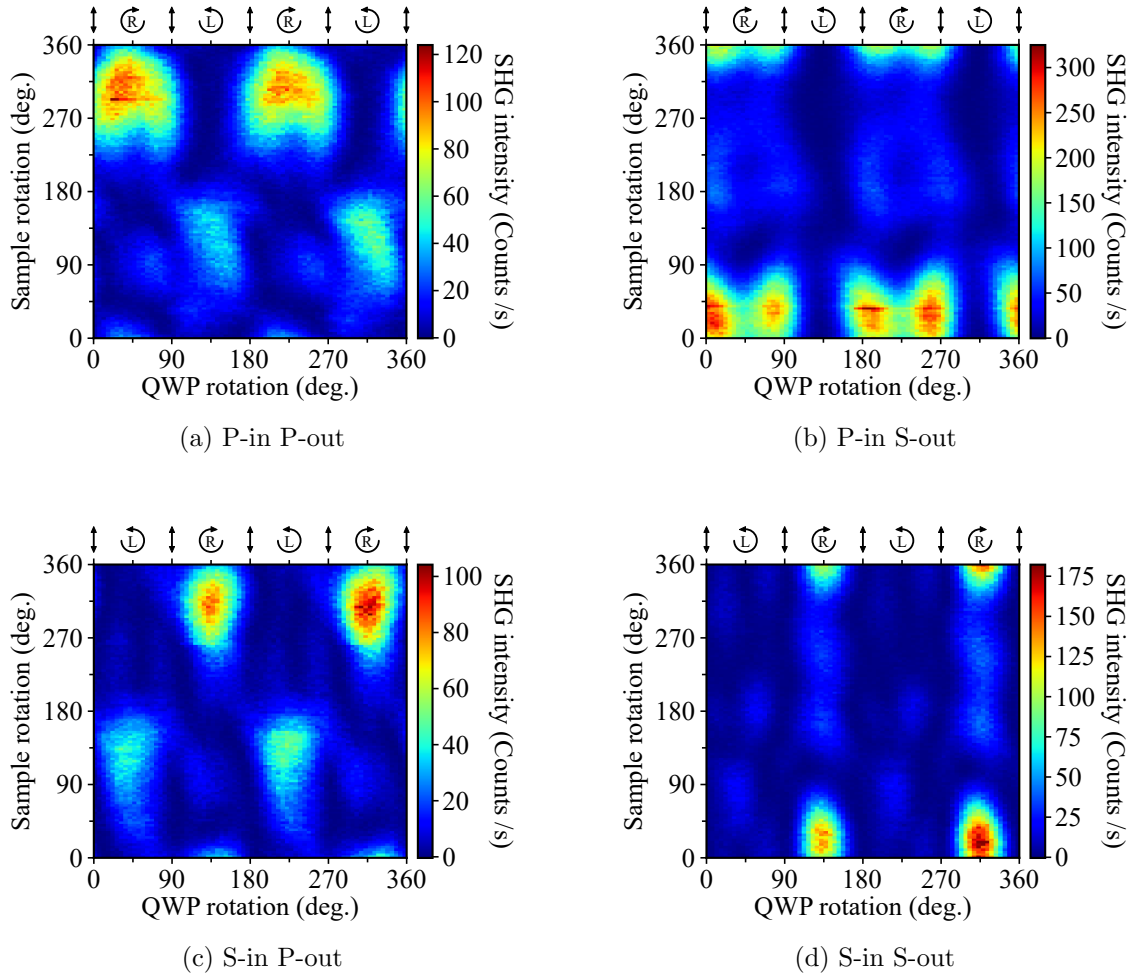 R L R L
360
270
180
90
0
0 90 180 270 360
Sample rotation (deg.)
QWP rotation (deg.)
120
100
80
60
40
20
0
SHG intensity (Counts /s)
(a) P-in P-out
R L R L
360
270
180
90
0
0 90 180 270 360
Sample rotation (deg.)
QWP rotation (deg.)
300
250
200
150
100
50
0
SHG intensity (Counts /s)
(b) P-in S-out
L R L R
360
270
180
90
0
0 90 180 270 360
Sample rotation (deg.)
QWP rotation (deg.)
100
80
60
40
20
0
SHG intensity (Counts /s)
(c) S-in P-out
L R L R
360
270
180
90
0
0 90 180 270 360
Sample rotation (deg.)
QWP rotation (deg.)
175
150
125
100
75
50
25
0
SHG intensity (Counts /s)
(d) S-in S-out